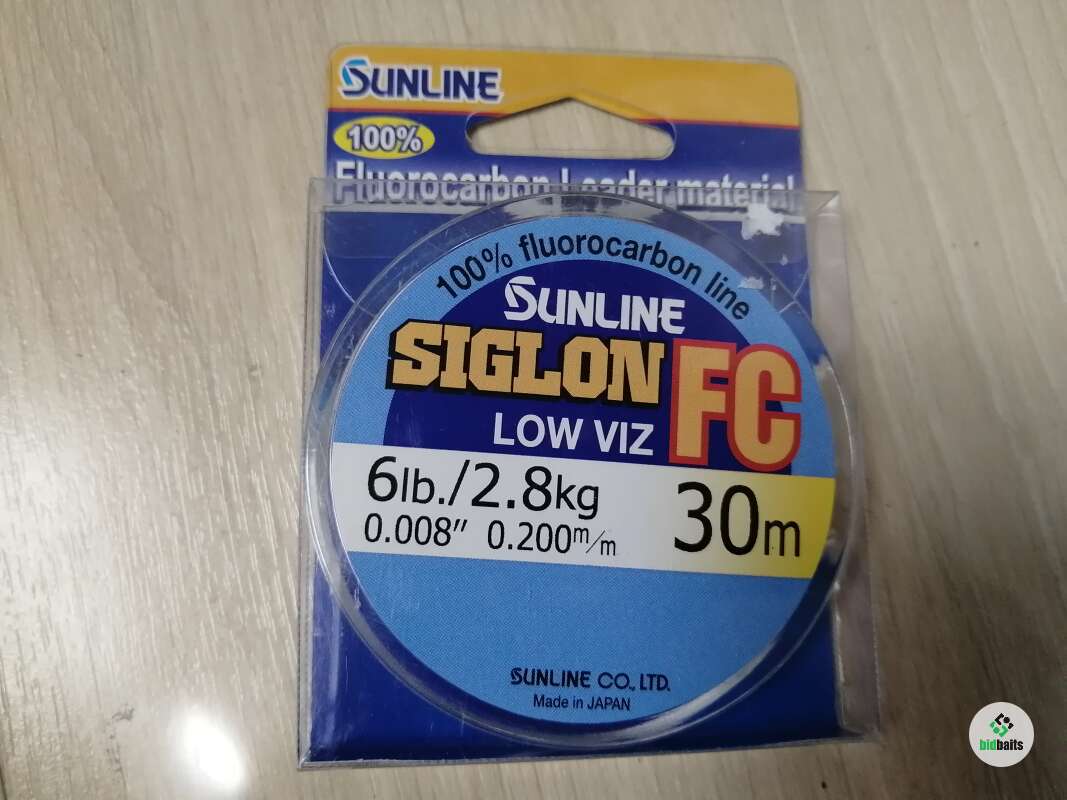 SUNLINE
100%
Fluorocarbon Leader material
100% fluorocarbon line
SUNLINE
SIGLON FC
LOW VIZ
6lb./2.8kg 30m
0.008" 0.200m/m
SUNLINE CO., LTD.
Made in JAPAN
bidbaits